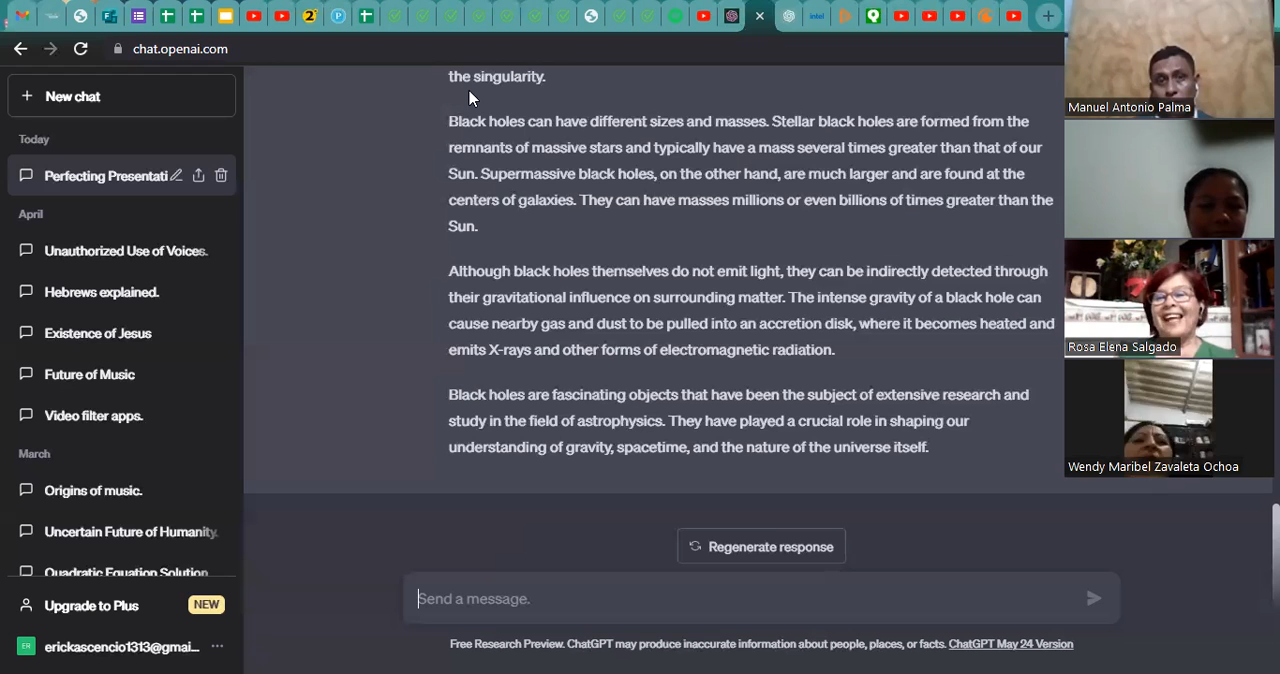 chat.openai.com
New chat
Today
Perfecting Presentati
April
Unauthorized Use of Voices.
Hebrews explained.
Existence of Jesus
Future of Music
Video filter apps.
March
Origins of music.
Uncertain Future of Humanity.
Quadratic Equation Solution
Upgrade to Plus NEW
ER erickascencio1313@gmai...
the singularity.
Black holes can have different sizes and masses. Stellar black holes are formed from the
remnants of massive stars and typically have a mass several times greater than that of our
Sun. Supermassive black holes, on the other hand, are much larger and are found at the
centers of galaxies. They can have masses millions or even billions of times greater than the
Sun.
Although black holes themselves do not emit light, they can be indirectly detected through
their gravitational influence on surrounding matter. The intense gravity of a black hole can
cause nearby gas and dust to be pulled into an accretion disk, where it becomes heated and
emits X-rays and other forms of electromagnetic radiation.
Black holes are fascinating objects that have been the subject of extensive research and
study in the field of astrophysics. They have played a crucial role in shaping our
understanding of gravity, spacetime, and the nature of the universe itself.
Regenerate response
Send a message.
Free Research Preview. ChatGPT may produce inaccurate information about people, places, or facts. ChatGPT May 24 Version
Manuel Antonio Palma
Rosa Elena Salgado
Wendy Maribel Zavaleta Ochoa